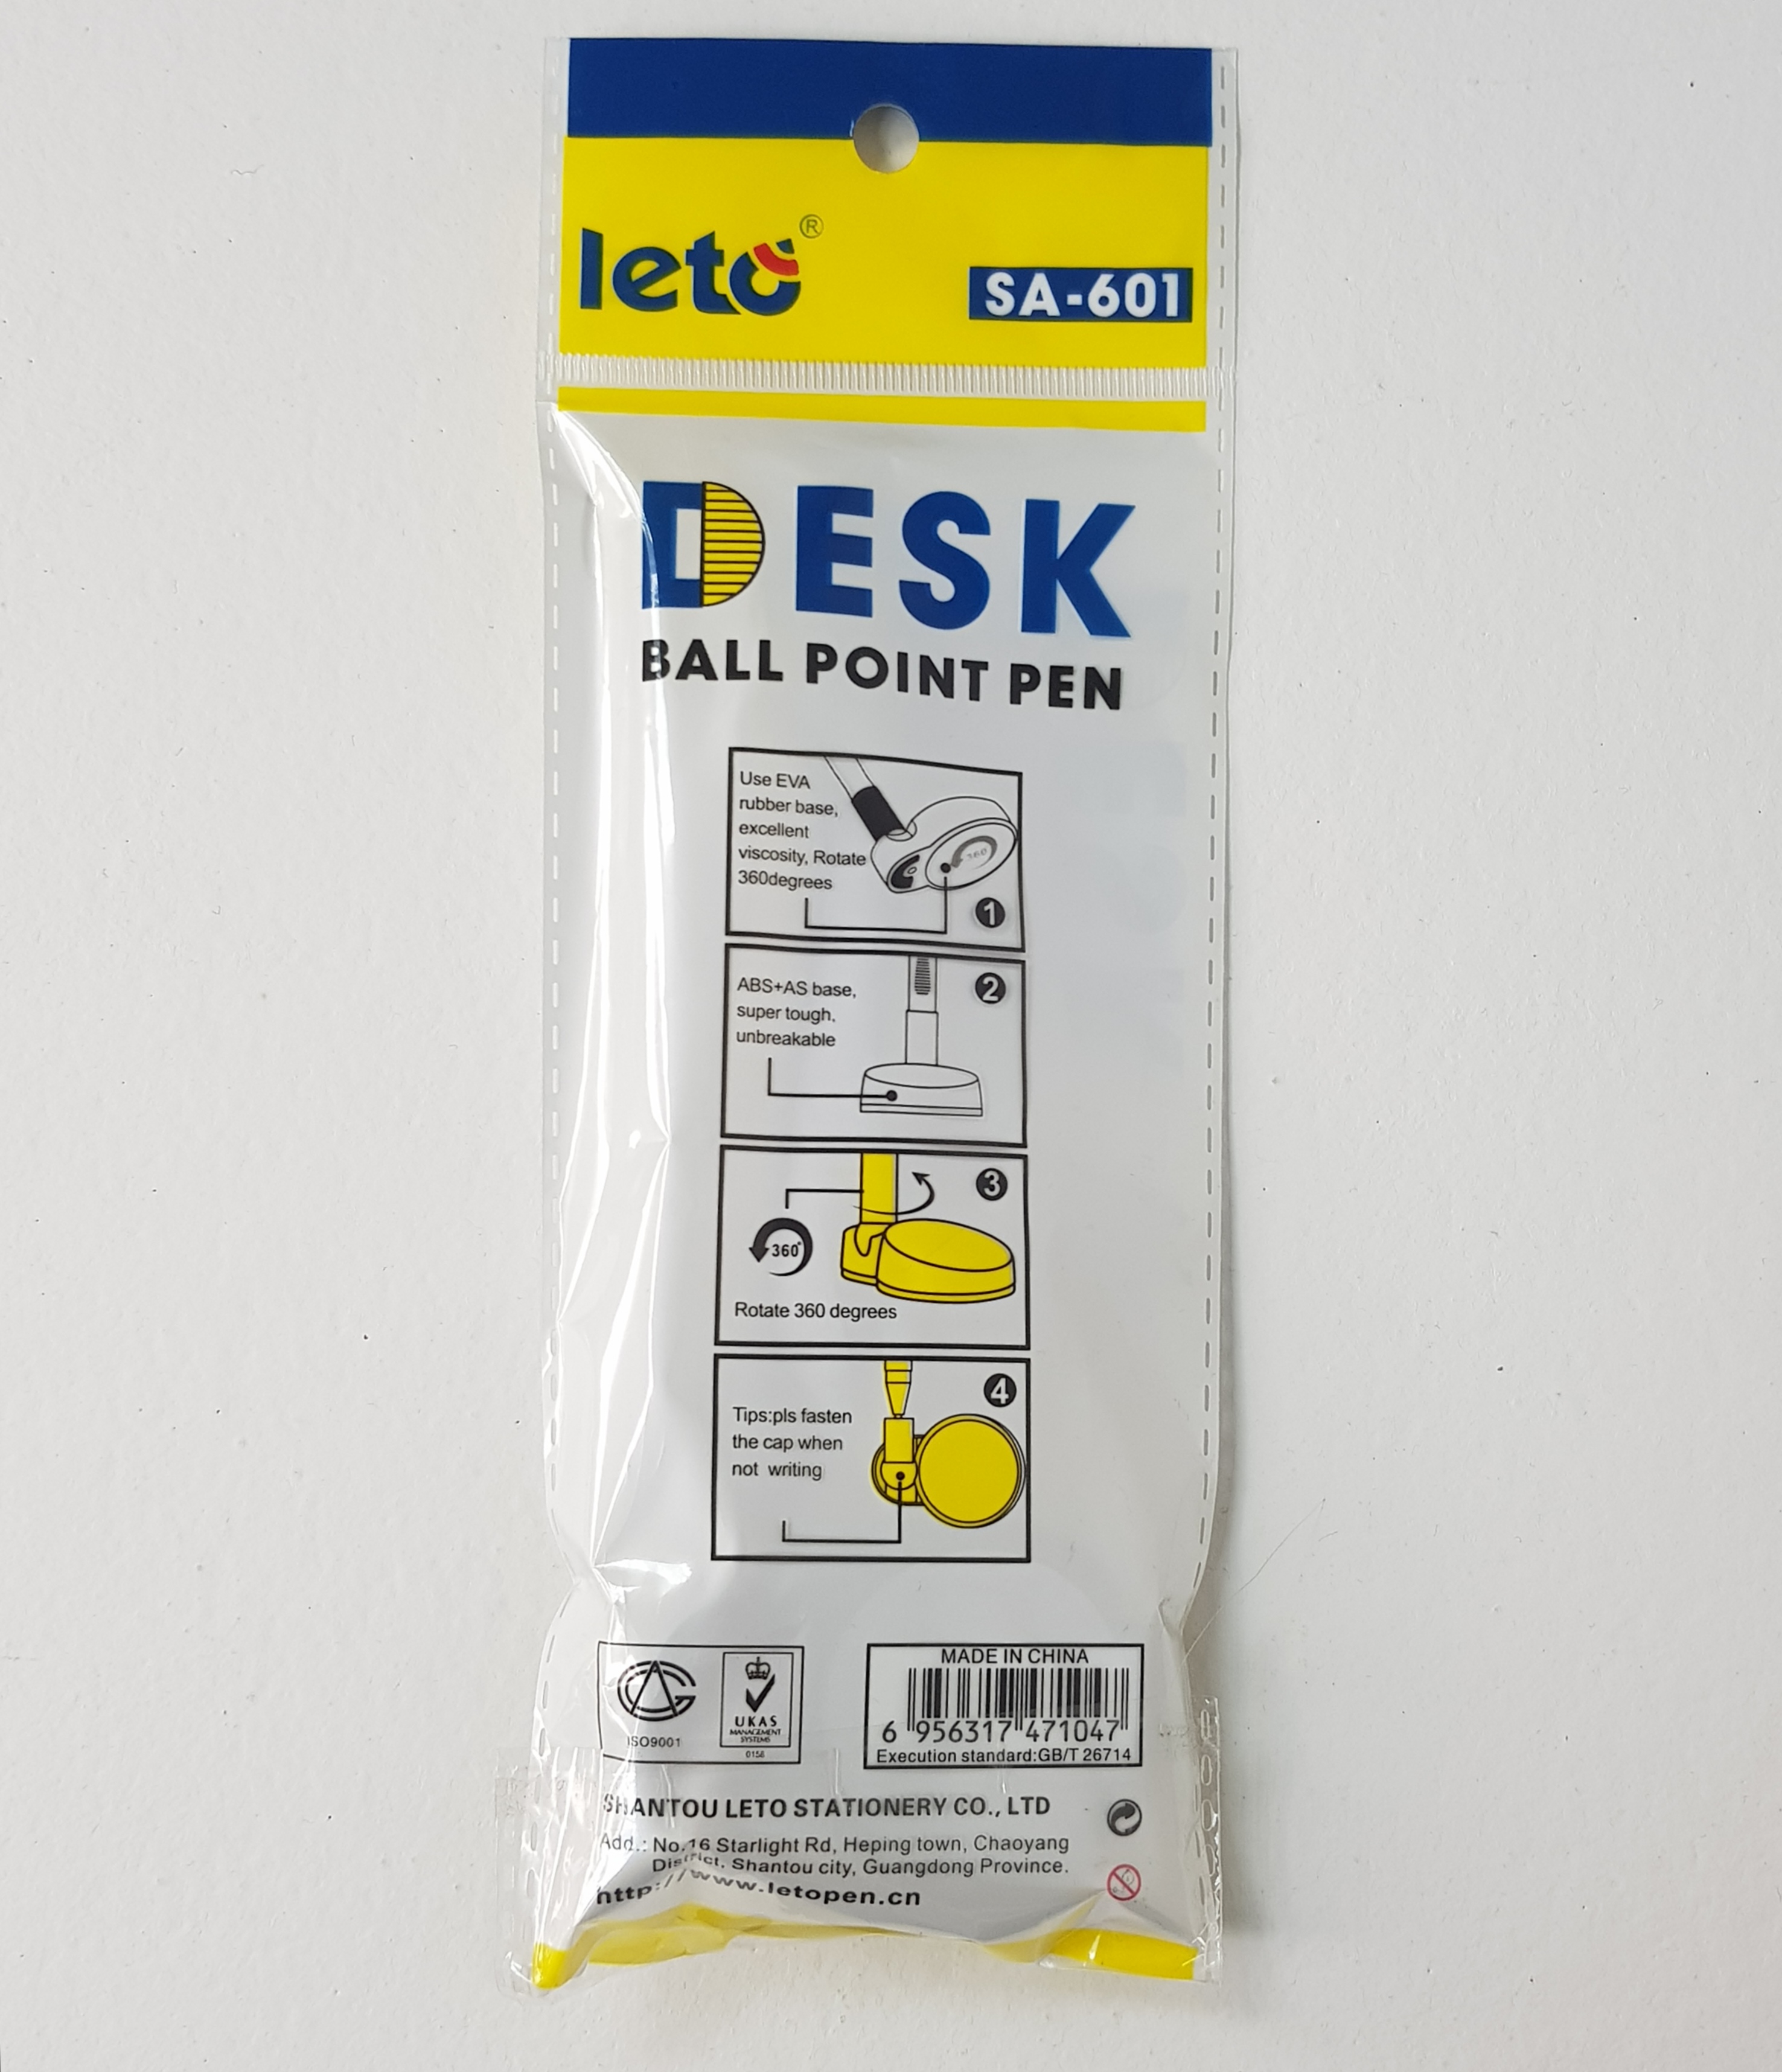 leto®
SA-601
DESK
BALL POINT PEN
Use EVA
rubber base,
excellent
viscosity, Rotate
360degrees
360°
1
ABS+AS base,
super tough,
unbreakable
2
3
360°
Rotate 360 degrees
4
Tips:pls fasten
the cap when
not writing
ISO9001
UKAS
MANAGEMENT
SYSTEMS
0156
MADE IN CHINA
6 956317 471047
Execution standard:GB/T 26714
SHANTOU LETO STATIONERY CO., LTD
Add.: No.16 Starlight Rd, Heping town, Chaoyang
District, Shantou city, Guangdong Province.
http://www.letopen.cn